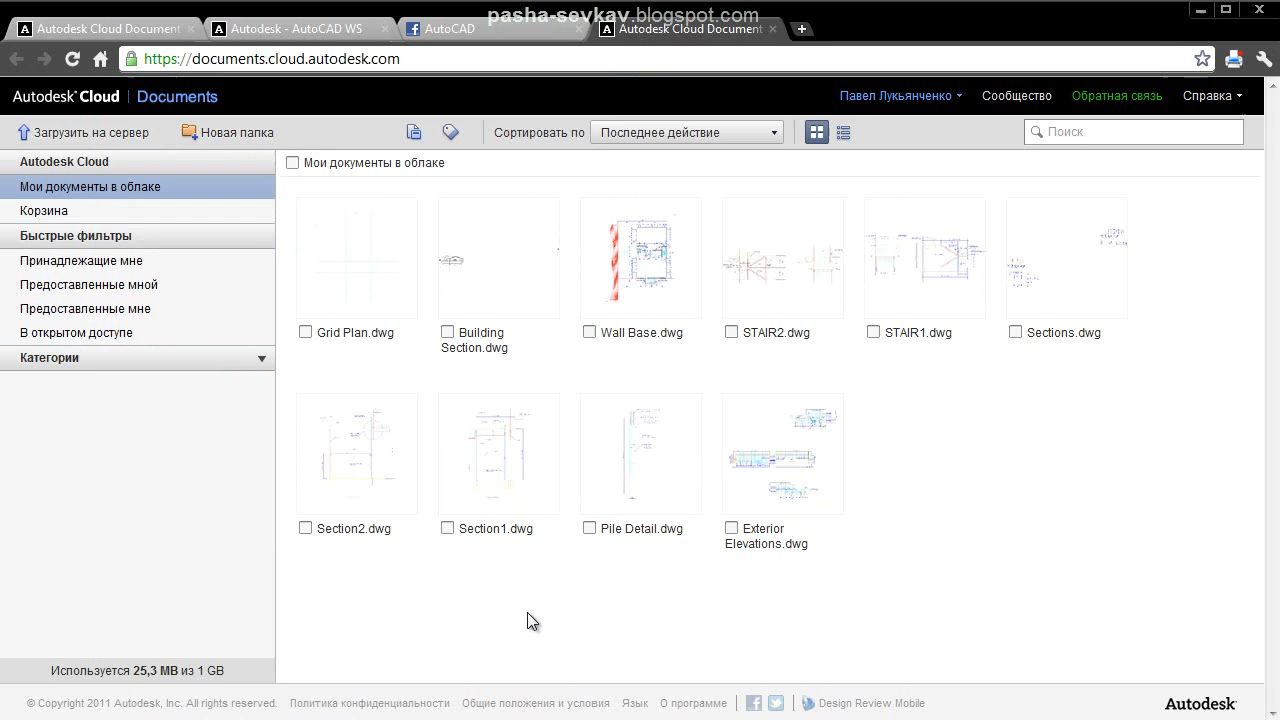 pasha-sevkav.blogspot.com
Autodesk Cloud Document
Autodesk - AutoCAD WS
AutoCAD
Autodesk Cloud Document
https://documents.cloud.autodesk.com
Autodesk Cloud | Documents
Павел Лукьянченко
Сообщество
Обратная связь
Справка
Загрузить на сервер
Новая папка
Сортировать по
Последнее действие
Поиск
Autodesk Cloud
Мои документы в облаке
Корзина
Быстрые фильтры
Принадлежащие мне
Предоставленные мной
Предоставленные мне
В открытом доступе
Категории
Мои документы в облаке
Grid Plan.dwg
Building
Section.dwg
Wall Base.dwg
STAIR2.dwg
STAIR1.dwg
Sections.dwg
Section2.dwg
Section1.dwg
Pile Detail.dwg
Exterior
Elevations.dwg
Используется 25,3 MB из 1 GB
© Copyright 2011 Autodesk, Inc. All rights reserved.
Политика конфиденциальности
Общие положения и условия
Язык
О программе
Design Review Mobile
Autodesk